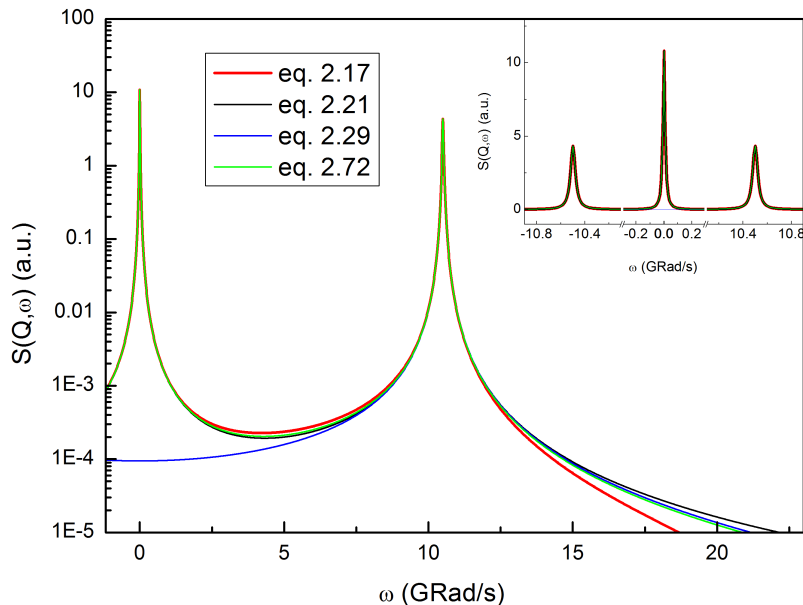 100
10
1
0.1
0.01
1E-3
1E-4
1E-5
S(Q,ω) (a.u.)
0 5 10 15 20
ω (GRad/s)
eq. 2.17
eq. 2.21
eq. 2.29
eq. 2.72
10
5
0
S(Q,ω) (a.u.)
-10.8 -10.4 -0.2 0.0 0.2 10.4 10.8
ω (GRad/s)